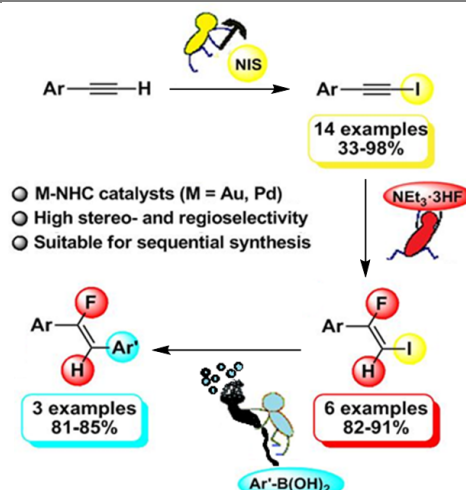 NIS
Ar
H
Ar
I
14 examples
33-98%
M-NHC catalysts (M = Au, Pd)
High stereo- and regioselectivity
Suitable for sequential synthesis
NEt3·3HF
F
Ar
Ar'
H
F
Ar
I
H
3 examples
81-85%
6 examples
82-91%
Ar'-B(OH)2